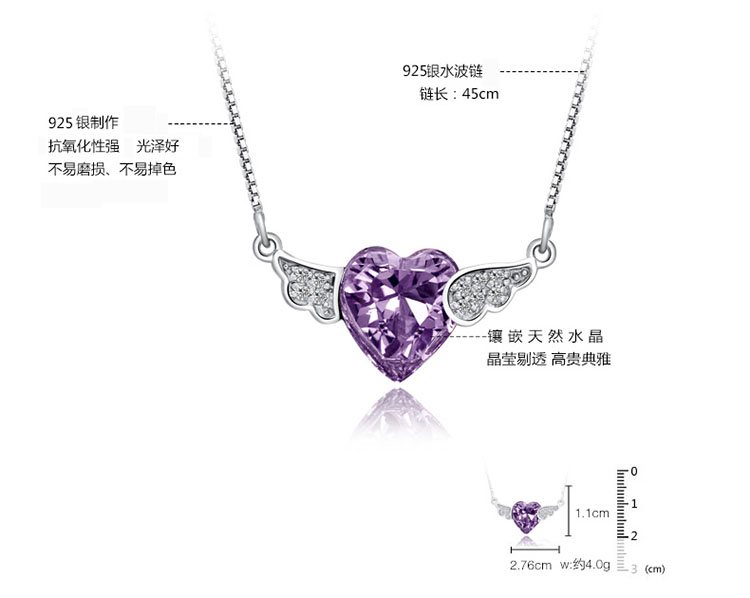 925银水波链
链长：45cm
925 银制作
抗氧化性强 光泽好
不易磨损、不易掉色
镶 嵌 天 然 水 晶
晶莹剔透 高贵典雅
0
1
2
3 (cm)
1.1cm
2.76cm w:约4.0g